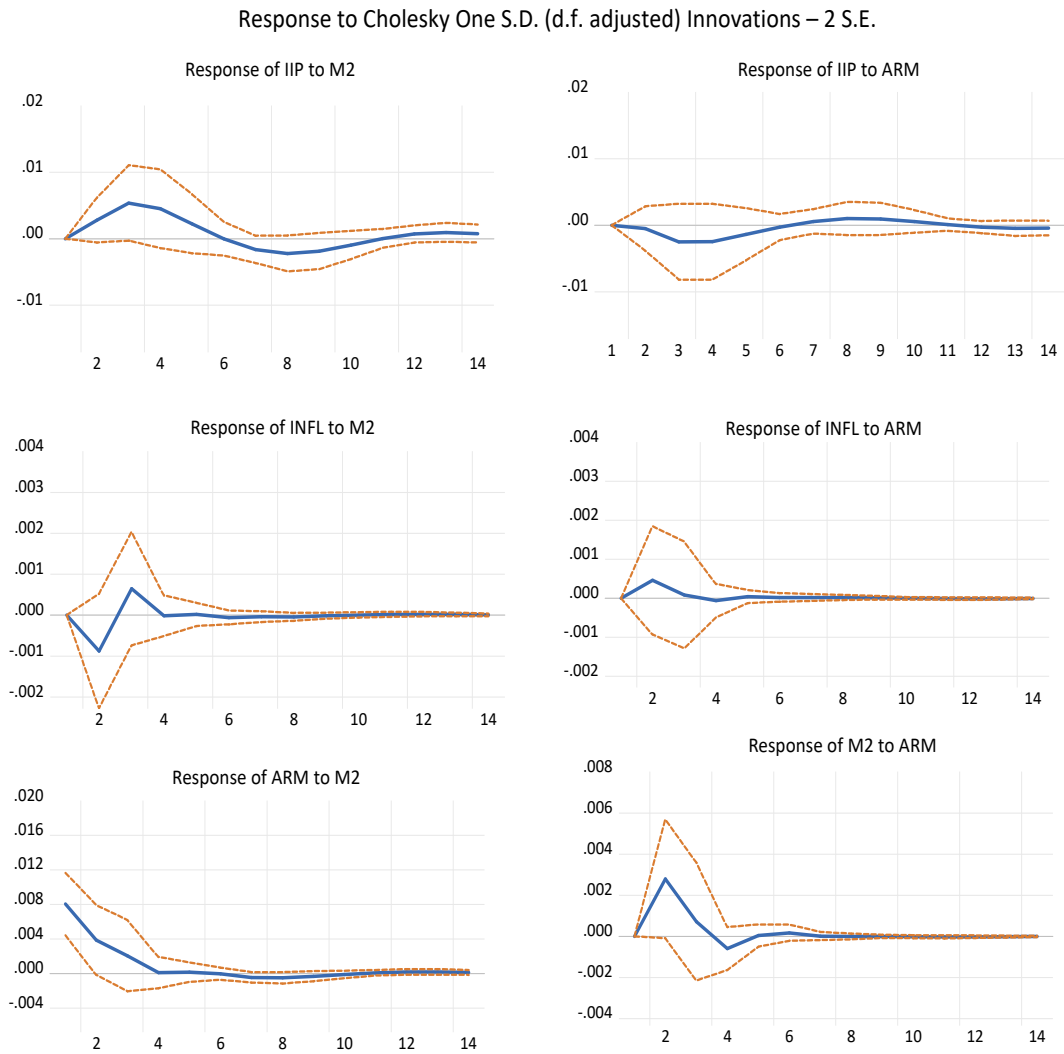 Response to Cholesky One S.D. (d.f. adjusted) Innovations – 2 S.E.
Response of IIP to M2
.02
.01
.00
-.01
2 4 6 8 10 12 14
Response of IIP to ARM
.02
.01
.00
-.01
1 2 3 4 5 6 7 8 9 10 11 12 13 14
Response of INFL to M2
.004
.003
.002
.001
.000
-.001
-.002
2 4 6 8 10 12 14
Response of INFL to ARM
.004
.003
.002
.001
.000
-.001
-.002
2 4 6 8 10 12 14
Response of ARM to M2
.020
.016
.012
.008
.004
.000
-.004
2 4 6 8 10 12 14
Response of M2 to ARM
.008
.006
.004
.002
.000
-.002
-.004
2 4 6 8 10 12 14